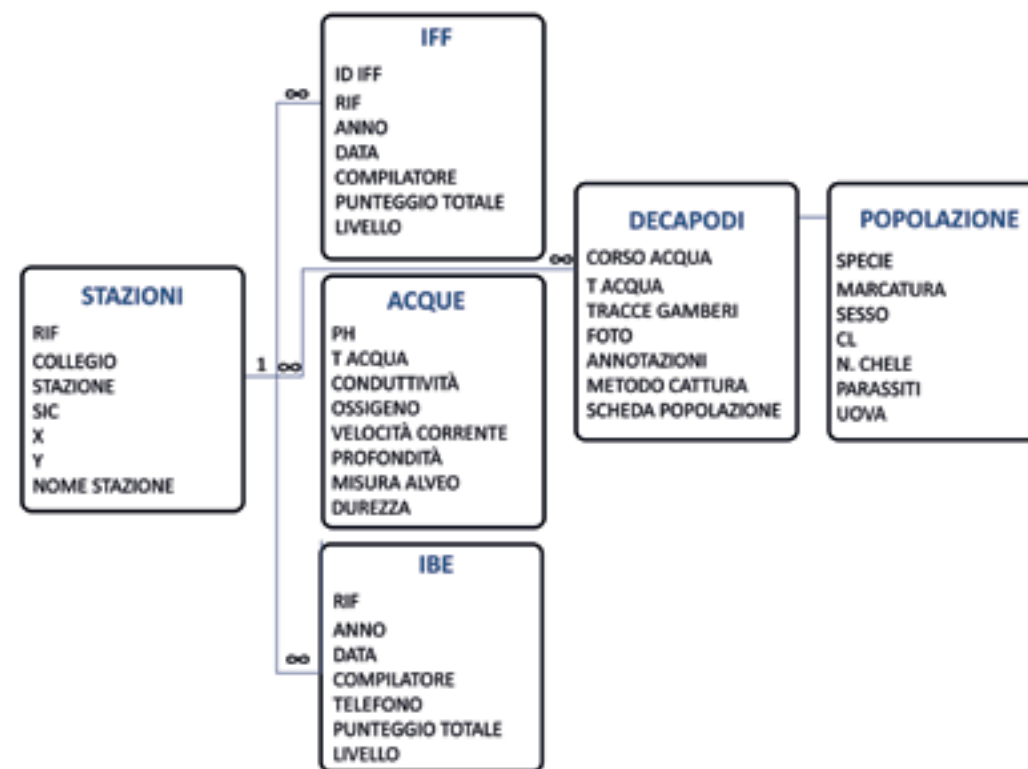 STAZIONI
RIF
COLLEGIO
STAZIONE
SIC
X
Y
NOME STAZIONE
1
∞
∞
∞
∞
IFF
ID IFF
RIF
ANNO
DATA
COMPILATORE
PUNTEGGIO TOTALE
LIVELLO
ACQUE
PH
T ACQUA
CONDUTTIVITÀ
OSSIGENO
VELOCITÀ CORRENTE
PROFONDITÀ
MISURA ALVEO
DUREZZA
IBE
RIF
ANNO
DATA
COMPILATORE
TELEFONO
PUNTEGGIO TOTALE
LIVELLO
DECAPODI
CORSO ACQUA
T ACQUA
TRACCE GAMBERI
FOTO
ANNOTAZIONI
METODO CATTURA
SCHEDA POPOLAZIONE
POPOLAZIONE
SPECIE
MARCATURA
SESSO
CL
N. CHELE
PARASSITI
UOVA